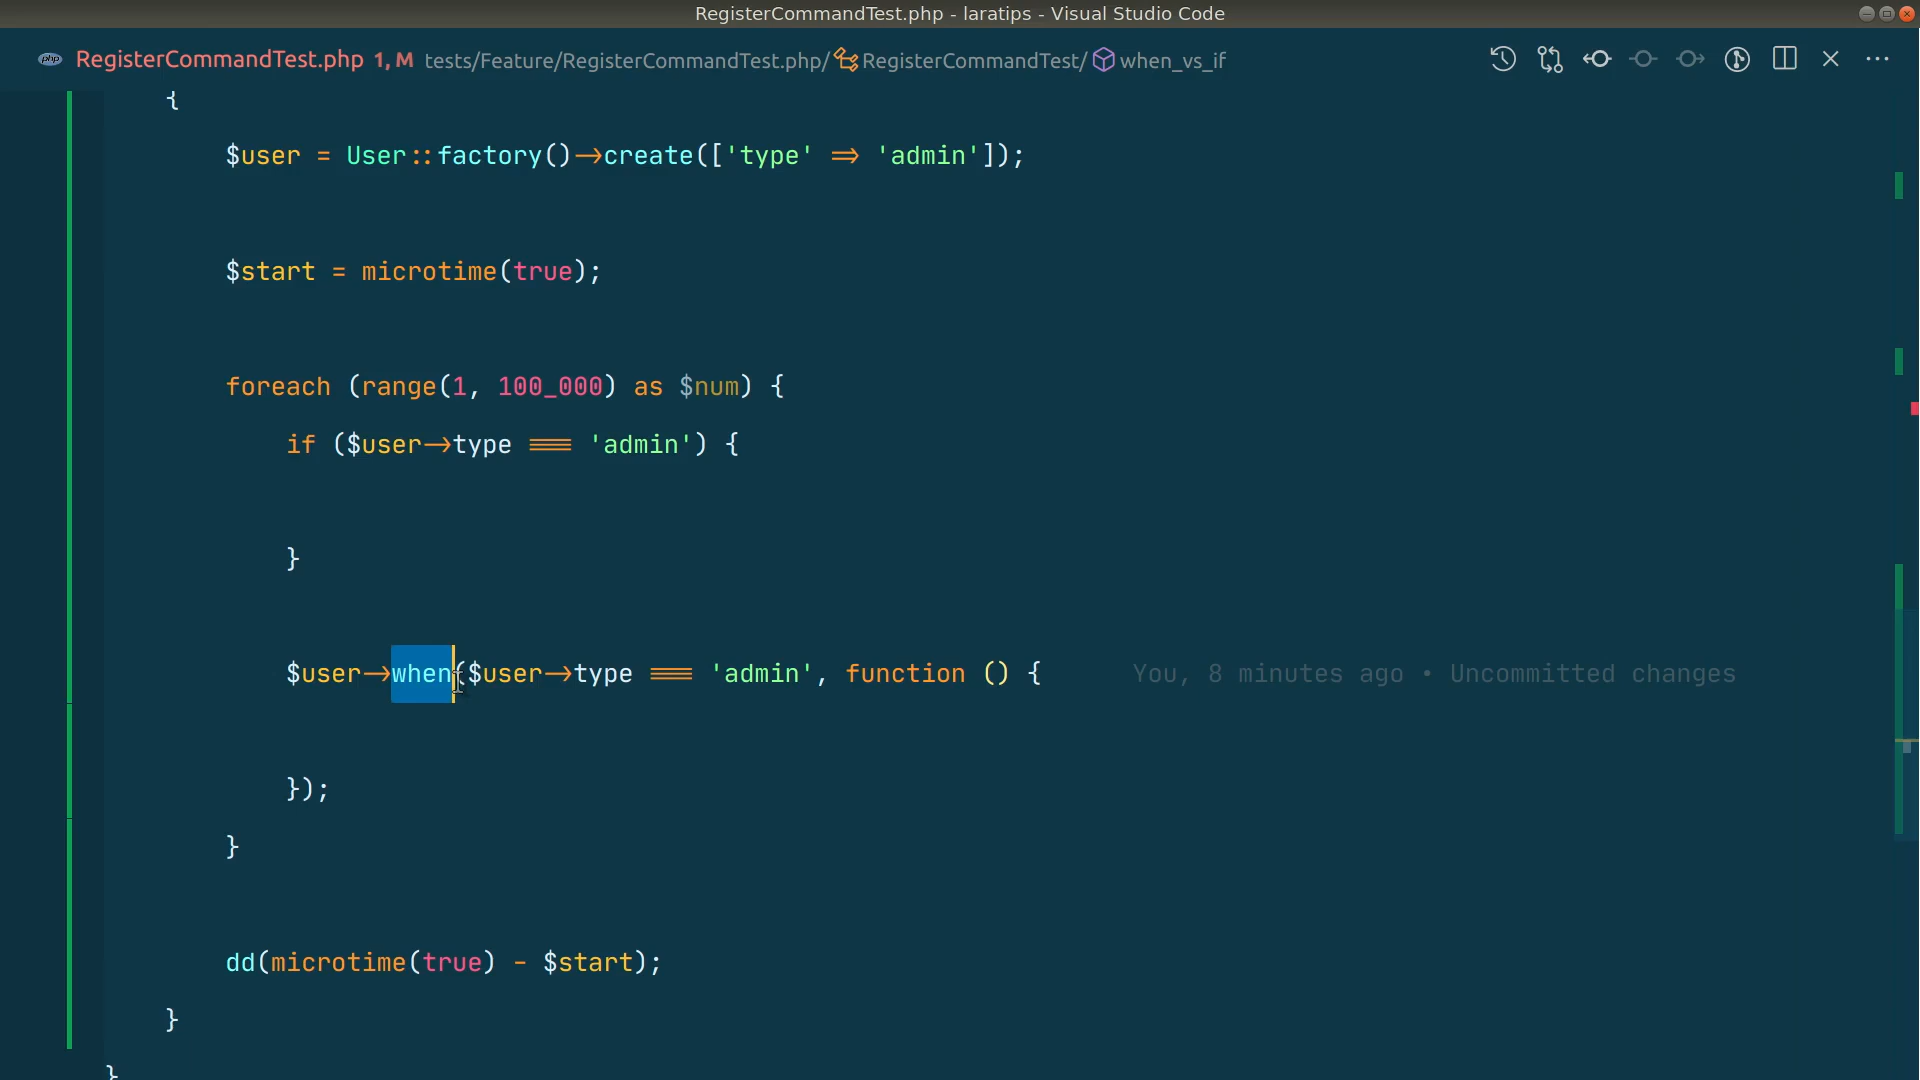 RegisterCommandTest.php - laratips - Visual Studio Code
php RegisterCommandTest.php 1, M tests/Feature/RegisterCommandTest.php/ RegisterCommandTest/ when_vs_if
{
$user = User::factory()->create(['type' => 'admin']);
$start = microtime(true);
foreach (range(1, 100_000) as $num) {
if ($user->type === 'admin') {
}
$user->when($user->type === 'admin', function () { You, 8 minutes ago • Uncommitted changes
});
}
dd(microtime(true) - $start);
}
}